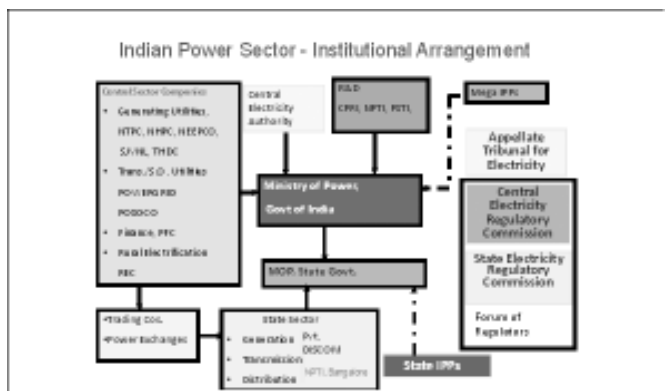 Indian Power Sector - Institutional Arrangement
Central Sector Companies
• Generating Utilities,
NTPC, NHPC, NEEPCO,
SJVNL, THDC
• Trans./S.O. Utilities
POWERGRID
POSOCO
• Finance, PFC
• Rural Electrification
REC
Central
Electricity
Authority
R&D
CPRI, NPTI, PSTI,
Mega IPPs
Appellate
Tribunal for
Electricity
Ministry of Power,
Govt of India
Central
Electricity
Regulatory
Commission
State Electricity
Regulatory
Commission
Forum of
Regulators
MOP, State Govt.
•Trading Cos.
•Power Exchanges
State Sector
• Generation
• Transmission
• Distribution
Pvt.
DISCOM
NPTI, Bangalore
State IPPs